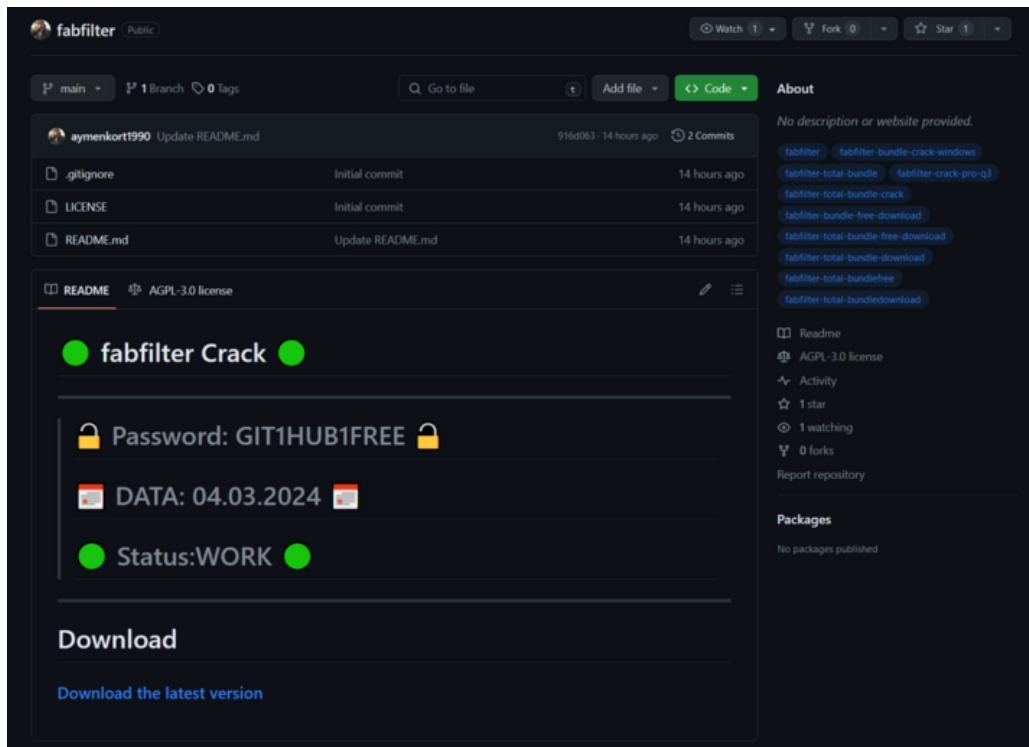 fabfilter Public
Watch 1 Fork 0 Star 1
main 1 Branch 0 Tags Go to file t Add file Code
aymenkort1990 Update README.md 916d063 · 14 hours ago 2 Commits
.gitignore Initial commit 14 hours ago
LICENSE Initial commit 14 hours ago
README.md Update README.md 14 hours ago
README AGPL-3.0 license
fabfilter Crack
Password: GIT1HUB1FREE
DATA: 04.03.2024
Status:WORK
Download
Download the latest version
About
No description or website provided.
fabfilter fabfilter-bundle-crack-windows
fabfilter-total-bundle fabfilter-crack-pro-q3
fabfilter-total-bundle-crack
fabfilter-bundle-free-download
fabfilter-total-bundle-free-download
fabfilter-total-bundle-download
fabfilter-total-bundlefree
fabfilter-total-bundledownload
Readme
AGPL-3.0 license
Activity
1 star
1 watching
0 forks
Report repository
Packages
No packages published